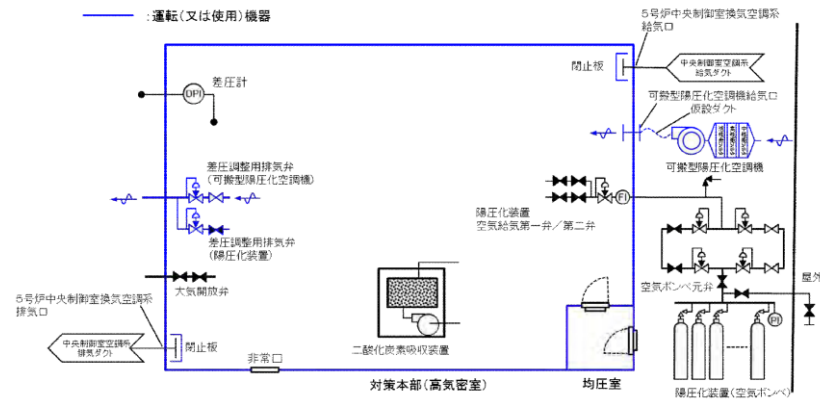 :運転(又は使用)機器
5号炉中央制御室換気空調系
給気口
閉止板
中央制御室空調系
給気ダクト
差圧計
DPI
可搬型陽圧化空調機給気口
仮設ダクト
可搬型陽圧化空調機
差圧調整用排気弁
(可搬型陽圧化空調機)
陽圧化装置
空気給気第一弁/第二弁
FI
差圧調整用排気弁
(陽圧化装置)
大気開放弁
空気ボンベ元弁
屋外
5号炉中央制御室換気空調系
排気口
閉止板
中央制御室空調系
排気ダクト
二酸化炭素吸収装置
PI
非常口
対策本部(高気密室)
均圧室
陽圧化装置(空気ボンベ)